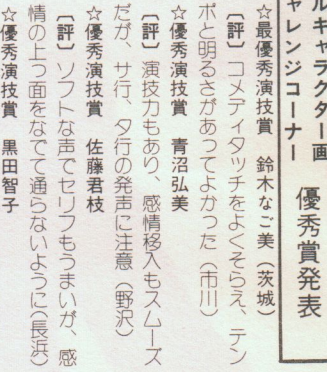 ルキャラクター画
ャレンジコーナー
優秀賞発表
☆最優秀演技賞　鈴木なご美（茨城）
〔評〕コメディタッチをよくそらえ、テン
ポと明るさがあってよかった（市川）
☆優秀演技賞　青沼弘美
〔評〕演技力もあり、感情移入もスムーズ
だが、サ行、タ行の発声に注意（野沢）
☆優秀演技賞　佐藤君枝
〔評〕ソフトな声でセリフもうまいが、感
情の上っ面をなでて通らないように（長浜）
☆優秀演技賞　黒田智子